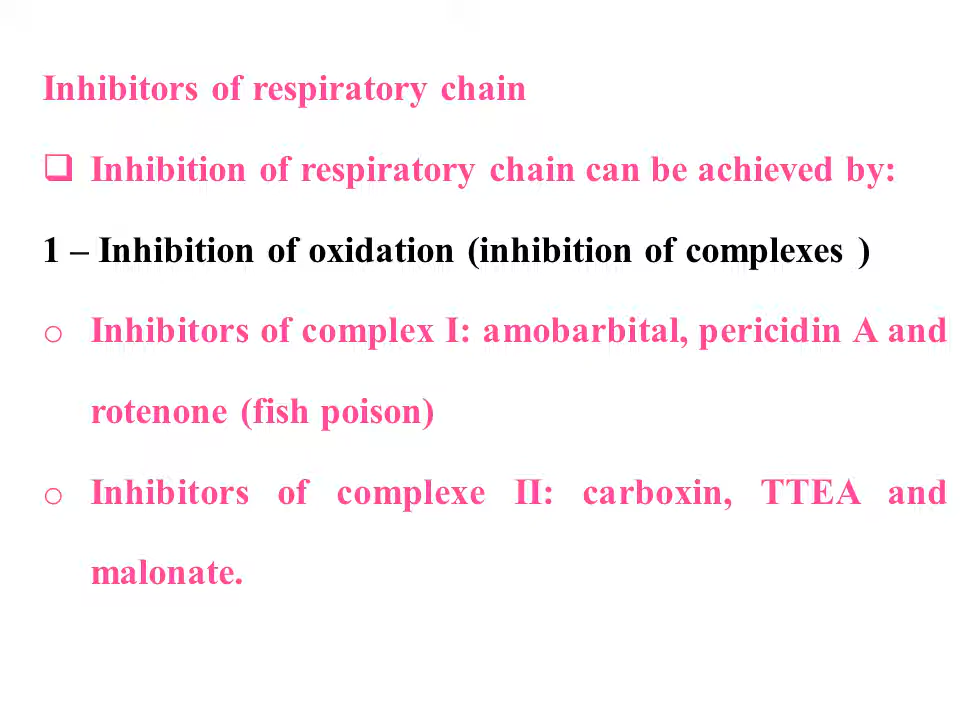 Inhibitors of respiratory chain
❑ Inhibition of respiratory chain can be achieved by:
1 – Inhibition of oxidation (inhibition of complexes )
o Inhibitors of complex I: amobarbital, pericidin A and
rotenone (fish poison)
o Inhibitors of complexe II: carboxin, TTEA and
malonate.